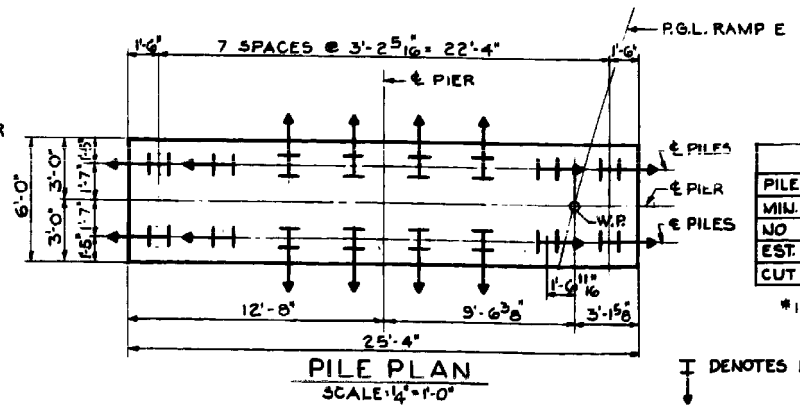 P.G.L. RAMP E
1'-6"
7 SPACES @ 3'-2 5/16" = 22'-4"
1'-6"
℄ PIER
6'-0"
3'-0"
3'-0"
1'-5"
1'-7"
1'-7"
1'-5"
℄ PILES
℄ PIER
W.P.
℄ PILES
1'-6 11/16"
12'-8"
9'-6 3/8"
3'-1 5/8"
25'-4"
PILE PLAN
SCALE: 1/4" = 1'-0"
PILE
MIN.
NO
EST.
CUT
DENOTES